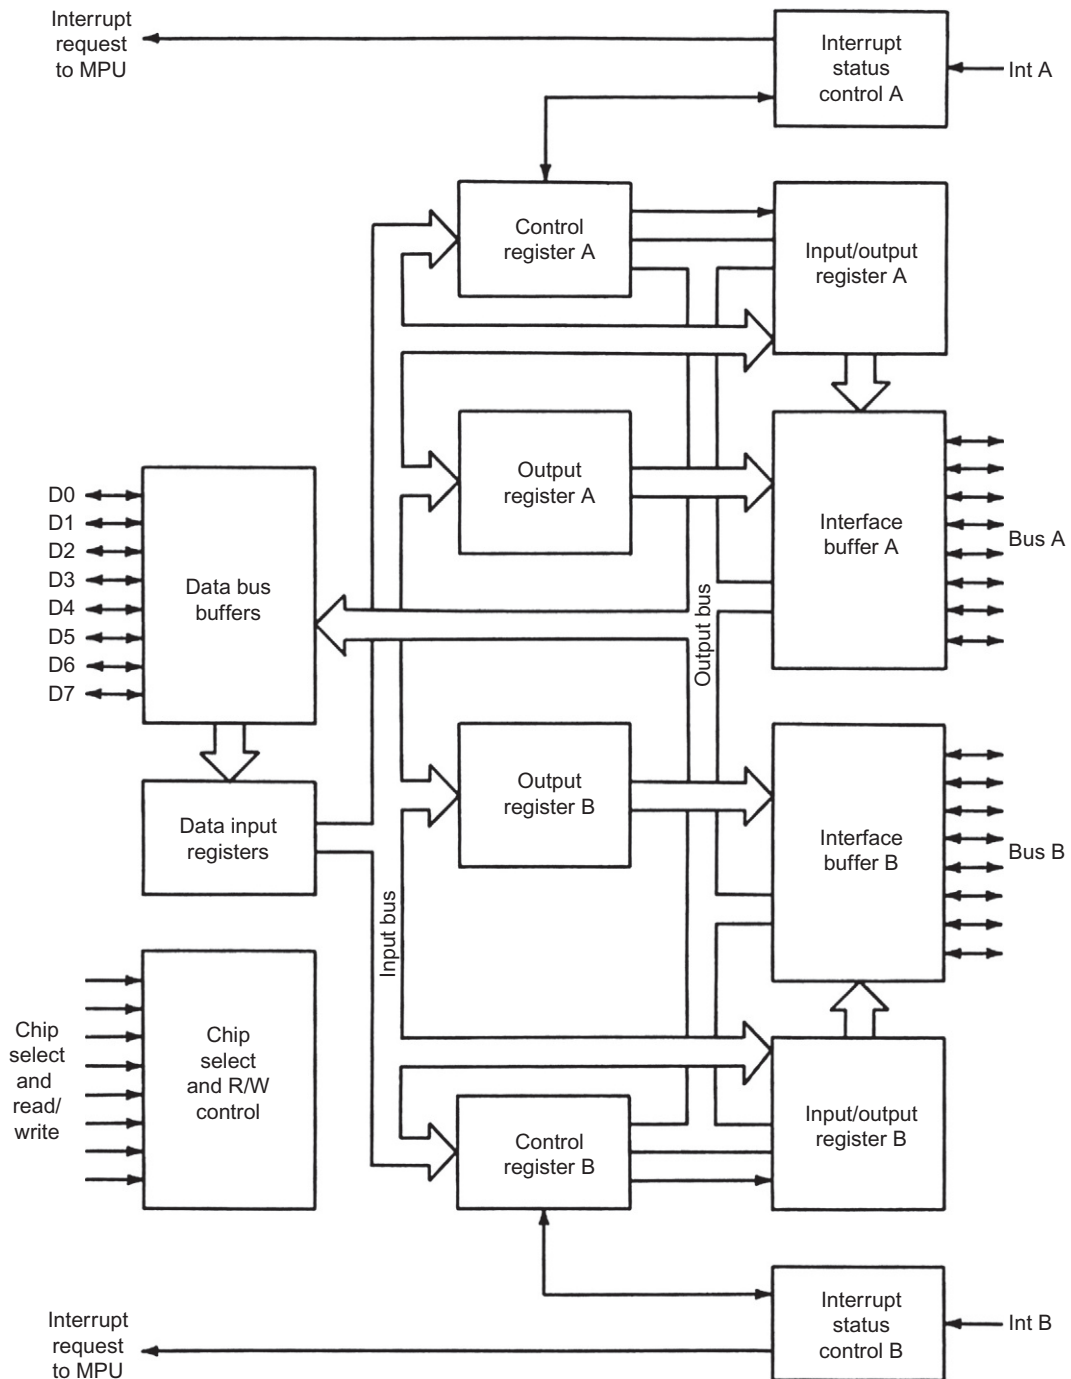 Interrupt
request
to MPU
Interrupt
status
control A
Int A
Control
register A
Input/output
register A
Output
register A
Interface
buffer A
Bus A
D0
D1
D2
D3
D4
D5
D6
D7
Data bus
buffers
Output bus
Output
register B
Interface
buffer B
Bus B
Data input
registers
Input bus
Chip
select
and
read/
write
Chip
select
and R/W
control
Control
register B
Input/output
register B
Interrupt
request
to MPU
Interrupt
status
control B
Int B